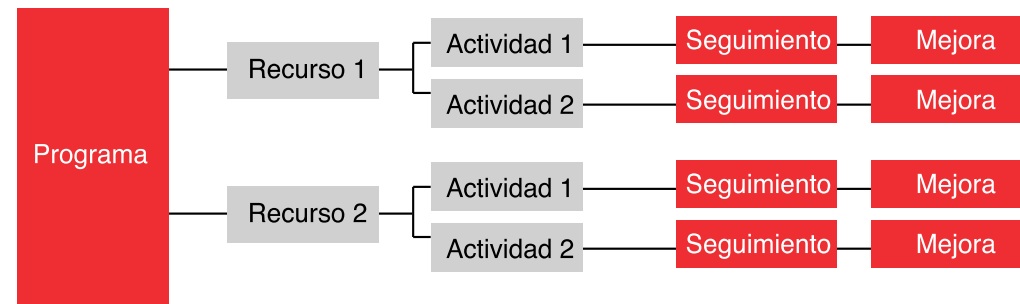 Programa
Recurso 1
Actividad 1
Seguimiento
Mejora
Actividad 2
Seguimiento
Mejora
Recurso 2
Actividad 1
Seguimiento
Mejora
Actividad 2
Seguimiento
Mejora